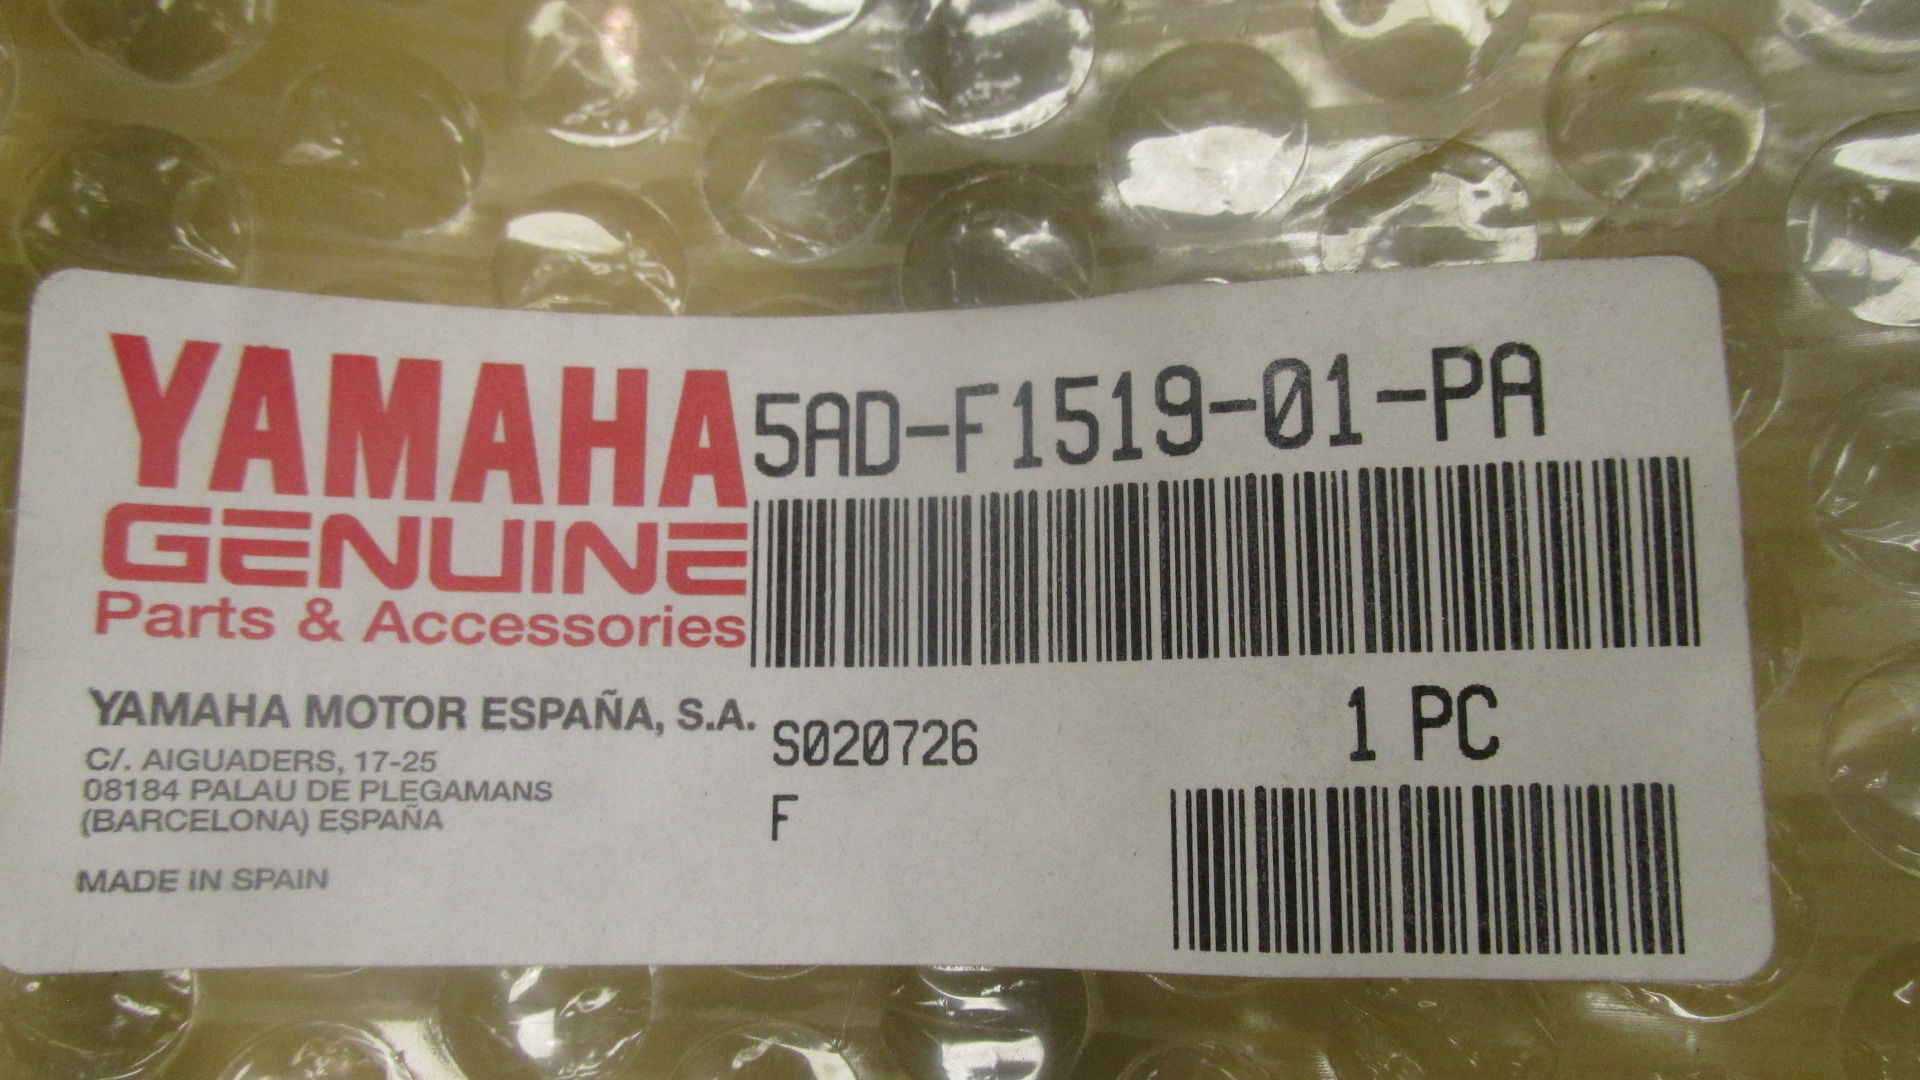 YAMAHA
GENUINE
Parts & Accessories
YAMAHA MOTOR ESPAÑA, S.A.
C/. AIGUADERS, 17-25
08184 PALAU DE PLEGAMANS
(BARCELONA) ESPAÑA
MADE IN SPAIN
5AD-F1519-01-PA
S020726
1 PC
F